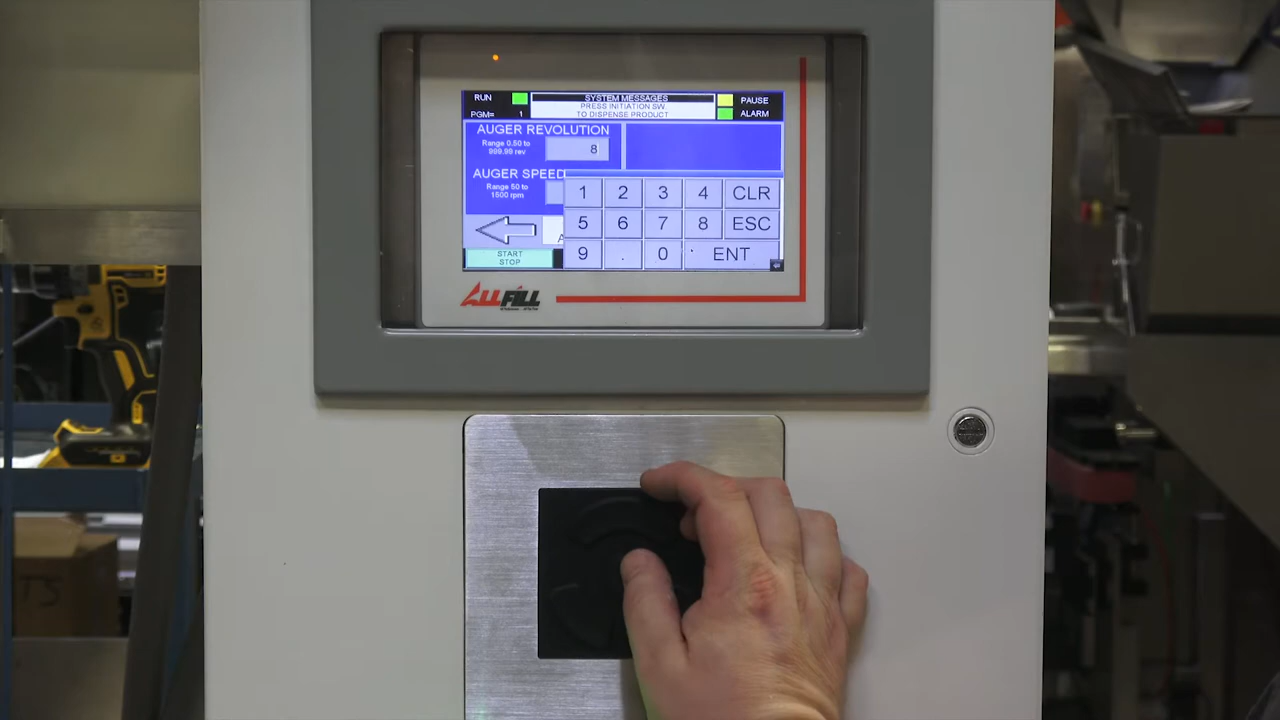 RUN
SYSTEM MESSAGES
PAUSE
PRESS INITIATION SW
PGM= 1
TO DISPENSE PRODUCT
ALARM
AUGER REVOLUTION
Range 0.50 to
999.99 rev
8
AUGER SPEED
Range 50 to
1500 rpm
1 2 3 4 CLR
5 6 7 8 ESC
9 . 0 ENT
A
START
STOP
ALLFILL